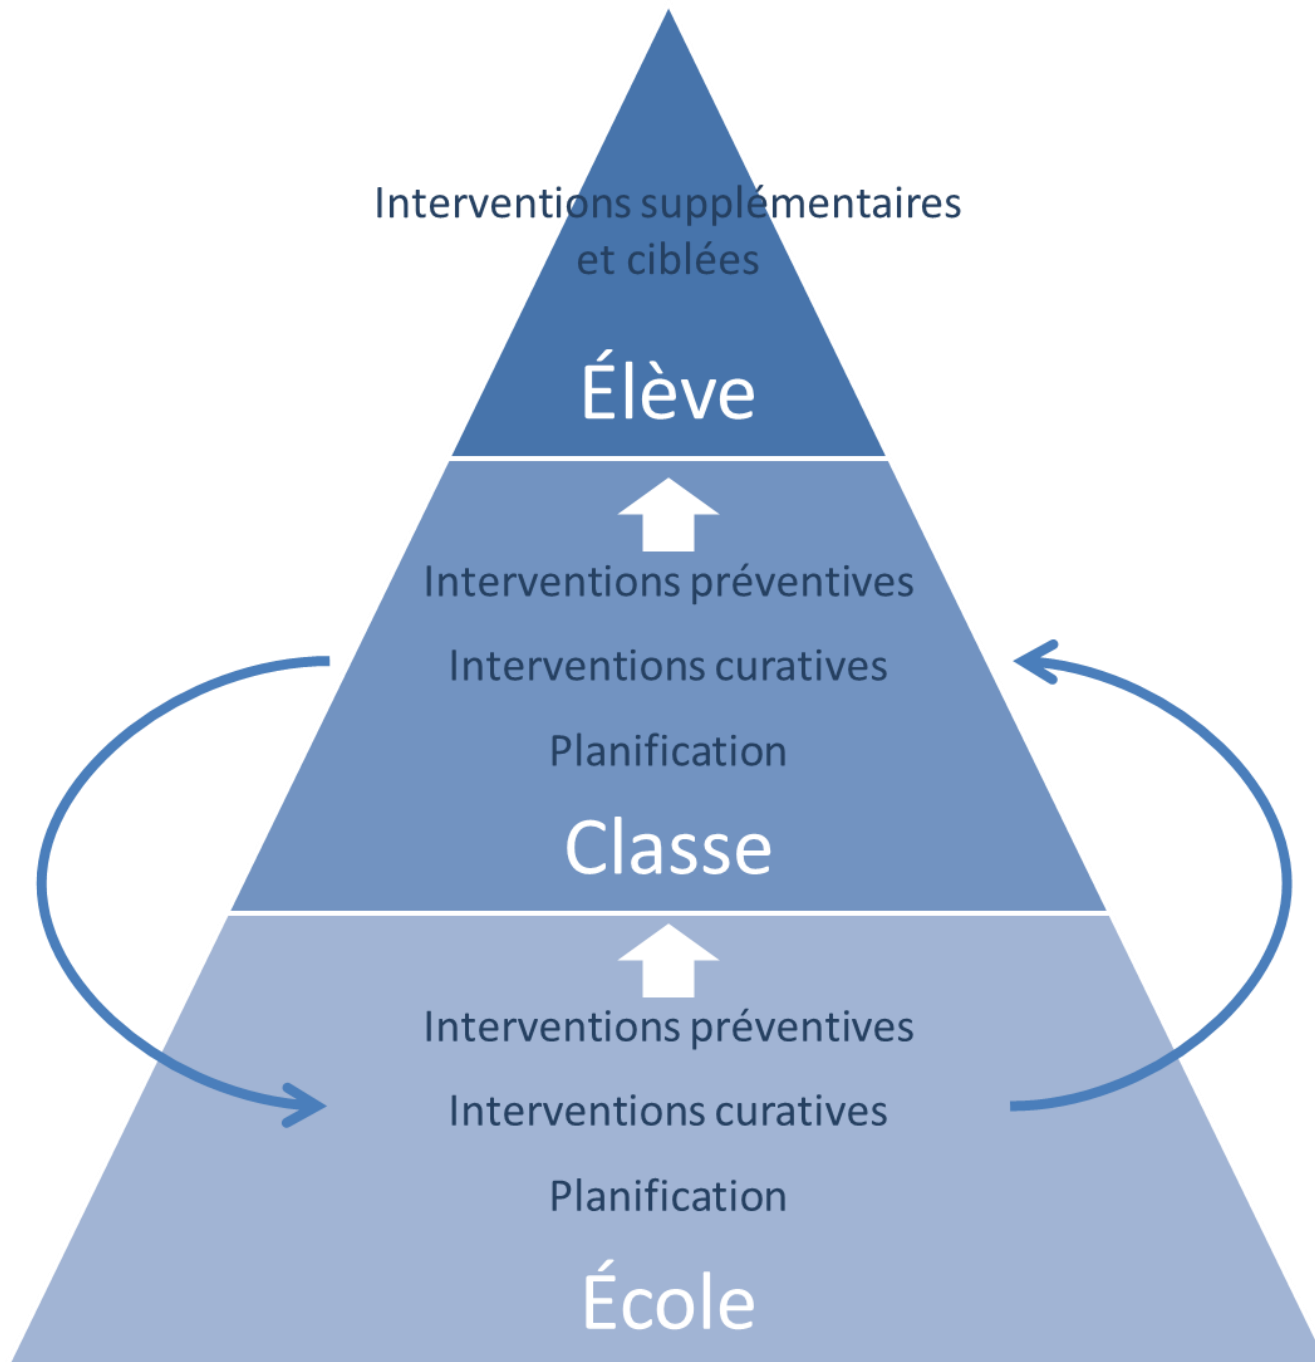 Interventions supplémentaires
et ciblées
Élève
Interventions préventives
Interventions curatives
Planification
Classe
Interventions préventives
Interventions curatives
Planification
École